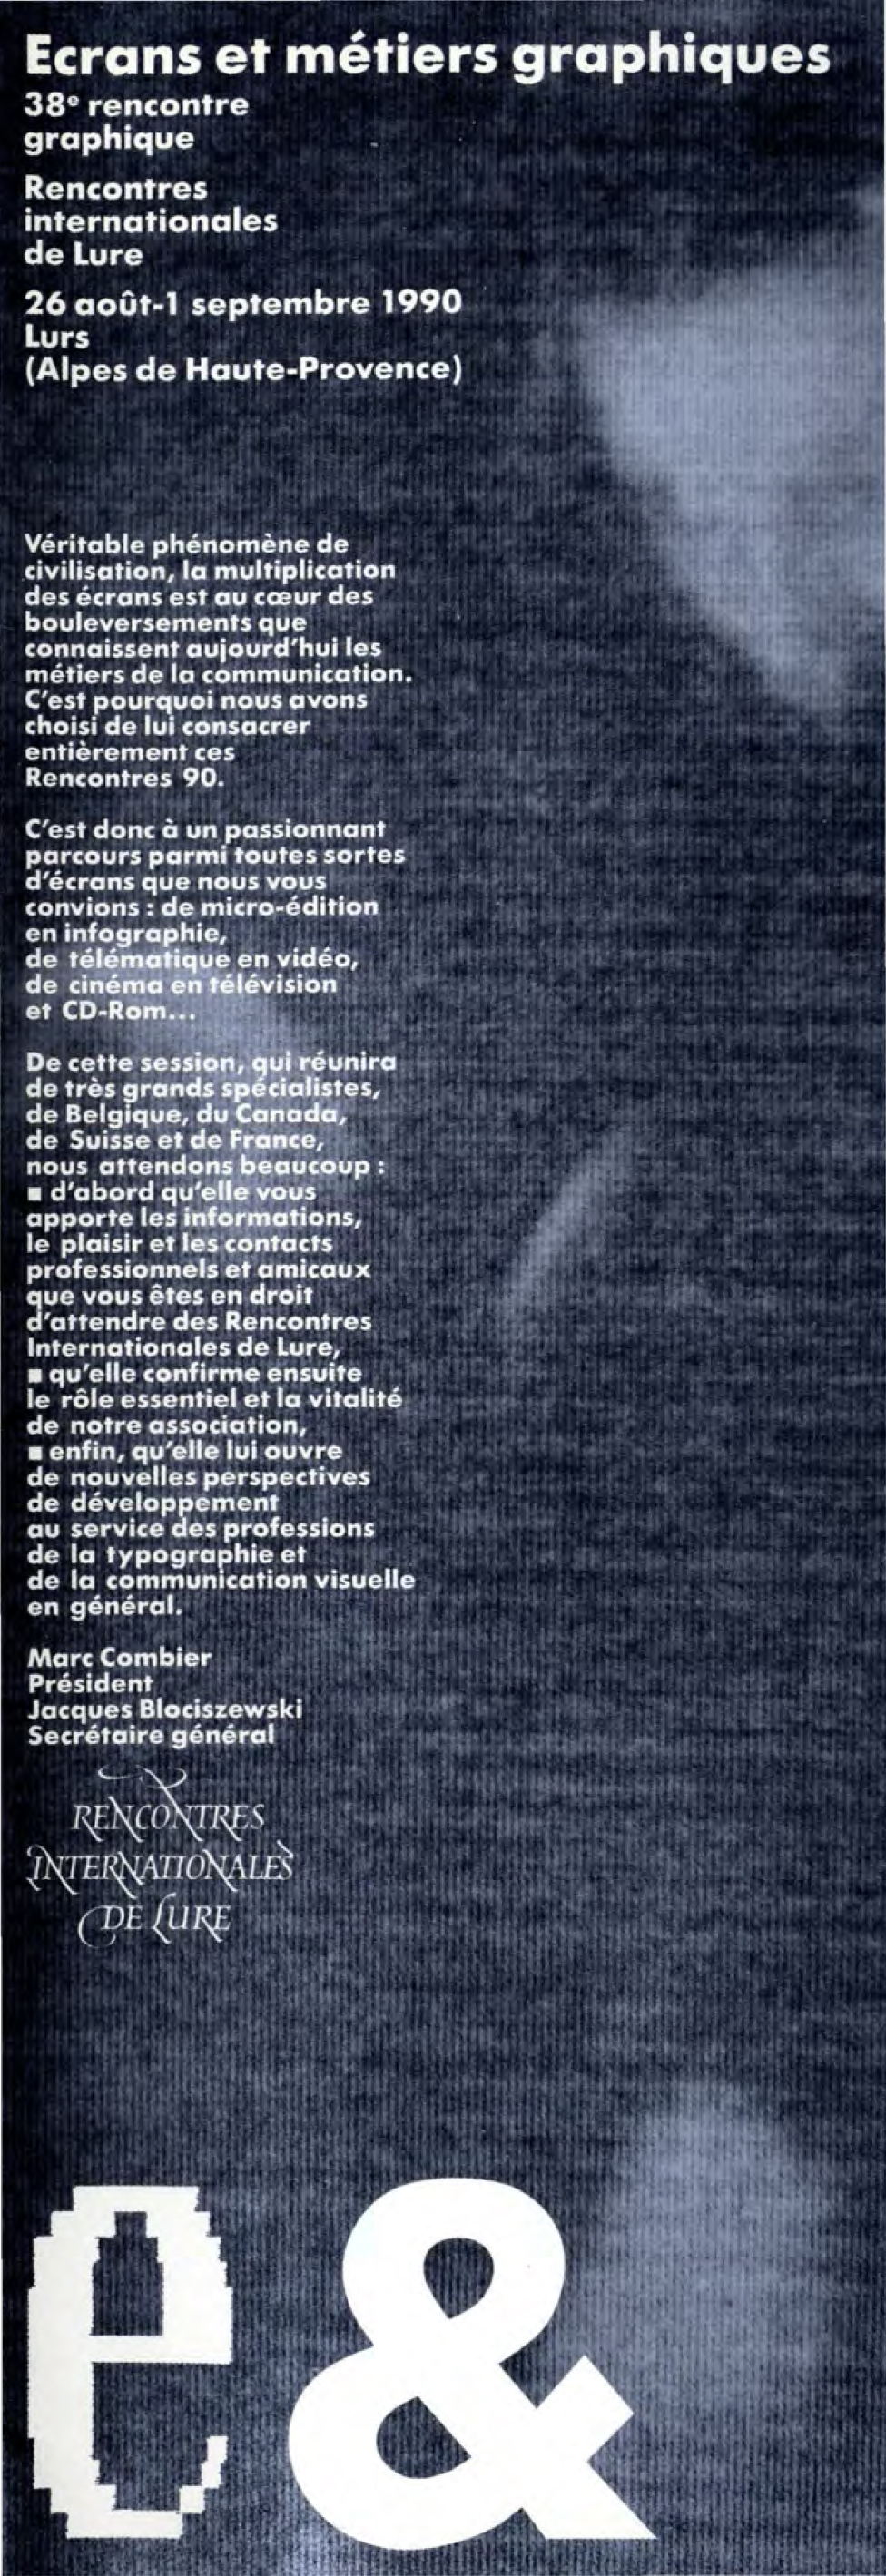 Ecrans et métiers graphiques
38e rencontre
graphique
Rencontres
internationales
de Lure
26 août-1 septembre 1990
Lurs
(Alpes de Haute-Provence)
Véritable phénomène de
civilisation, la multiplication
des écrans est au cœur des
bouleversements que
connaissent aujourd'hui les
métiers de la communication.
C'est pourquoi nous avons
choisi de lui consacrer
entièrement ces
Rencontres 90.
C'est donc à un passionnant
parcours parmi toutes sortes
d'écrans que nous vous
convions : de micro-édition
en infographie,
de télématique en vidéo,
de cinéma en télévision
et CD-Rom...
De cette session, qui réunira
de très grands spécialistes,
de Belgique, du Canada,
de Suisse et de France,
nous attendons beaucoup :
■ d'abord qu'elle vous
apporte les informations,
le plaisir et les contacts
professionnels et amicaux
que vous êtes en droit
d'attendre des Rencontres
Internationales de Lure,
■ qu'elle confirme ensuite
le rôle essentiel et la vitalité
de notre association,
■ enfin, qu'elle lui ouvre
de nouvelles perspectives
de développement
au service des professions
de la typographie et
de la communication visuelle
en général.
Marc Combier
Président
Jacques Blociszewski
Secrétaire général
RENCONTRES
INTERNATIONALES
DE LURE
e &